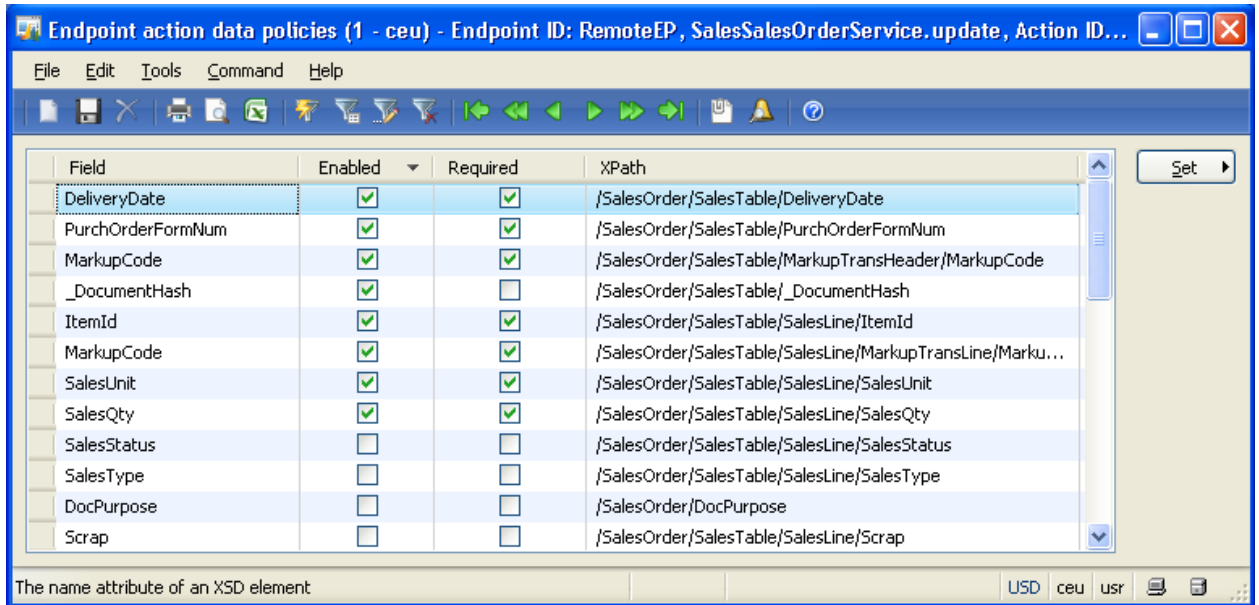 Endpoint action data policies (1 - ceu) - Endpoint ID: RemoteEP, SalesSalesOrderService.update, Action ID...
File Edit Tools Command Help
Field Enabled Required XPath Set
DeliveryDate /SalesOrder/SalesTable/DeliveryDate
PurchOrderFormNum /SalesOrder/SalesTable/PurchOrderFormNum
MarkupCode /SalesOrder/SalesTable/MarkupTransHeader/MarkupCode
_DocumentHash /SalesOrder/SalesTable/_DocumentHash
ItemId /SalesOrder/SalesTable/SalesLine/ItemId
MarkupCode /SalesOrder/SalesTable/SalesLine/MarkupTransLine/Marku...
SalesUnit /SalesOrder/SalesTable/SalesLine/SalesUnit
SalesQty /SalesOrder/SalesTable/SalesLine/SalesQty
SalesStatus /SalesOrder/SalesTable/SalesLine/SalesStatus
SalesType /SalesOrder/SalesTable/SalesLine/SalesType
DocPurpose /SalesOrder/DocPurpose
Scrap /SalesOrder/SalesTable/SalesLine/Scrap
The name attribute of an XSD element USD ceu usr